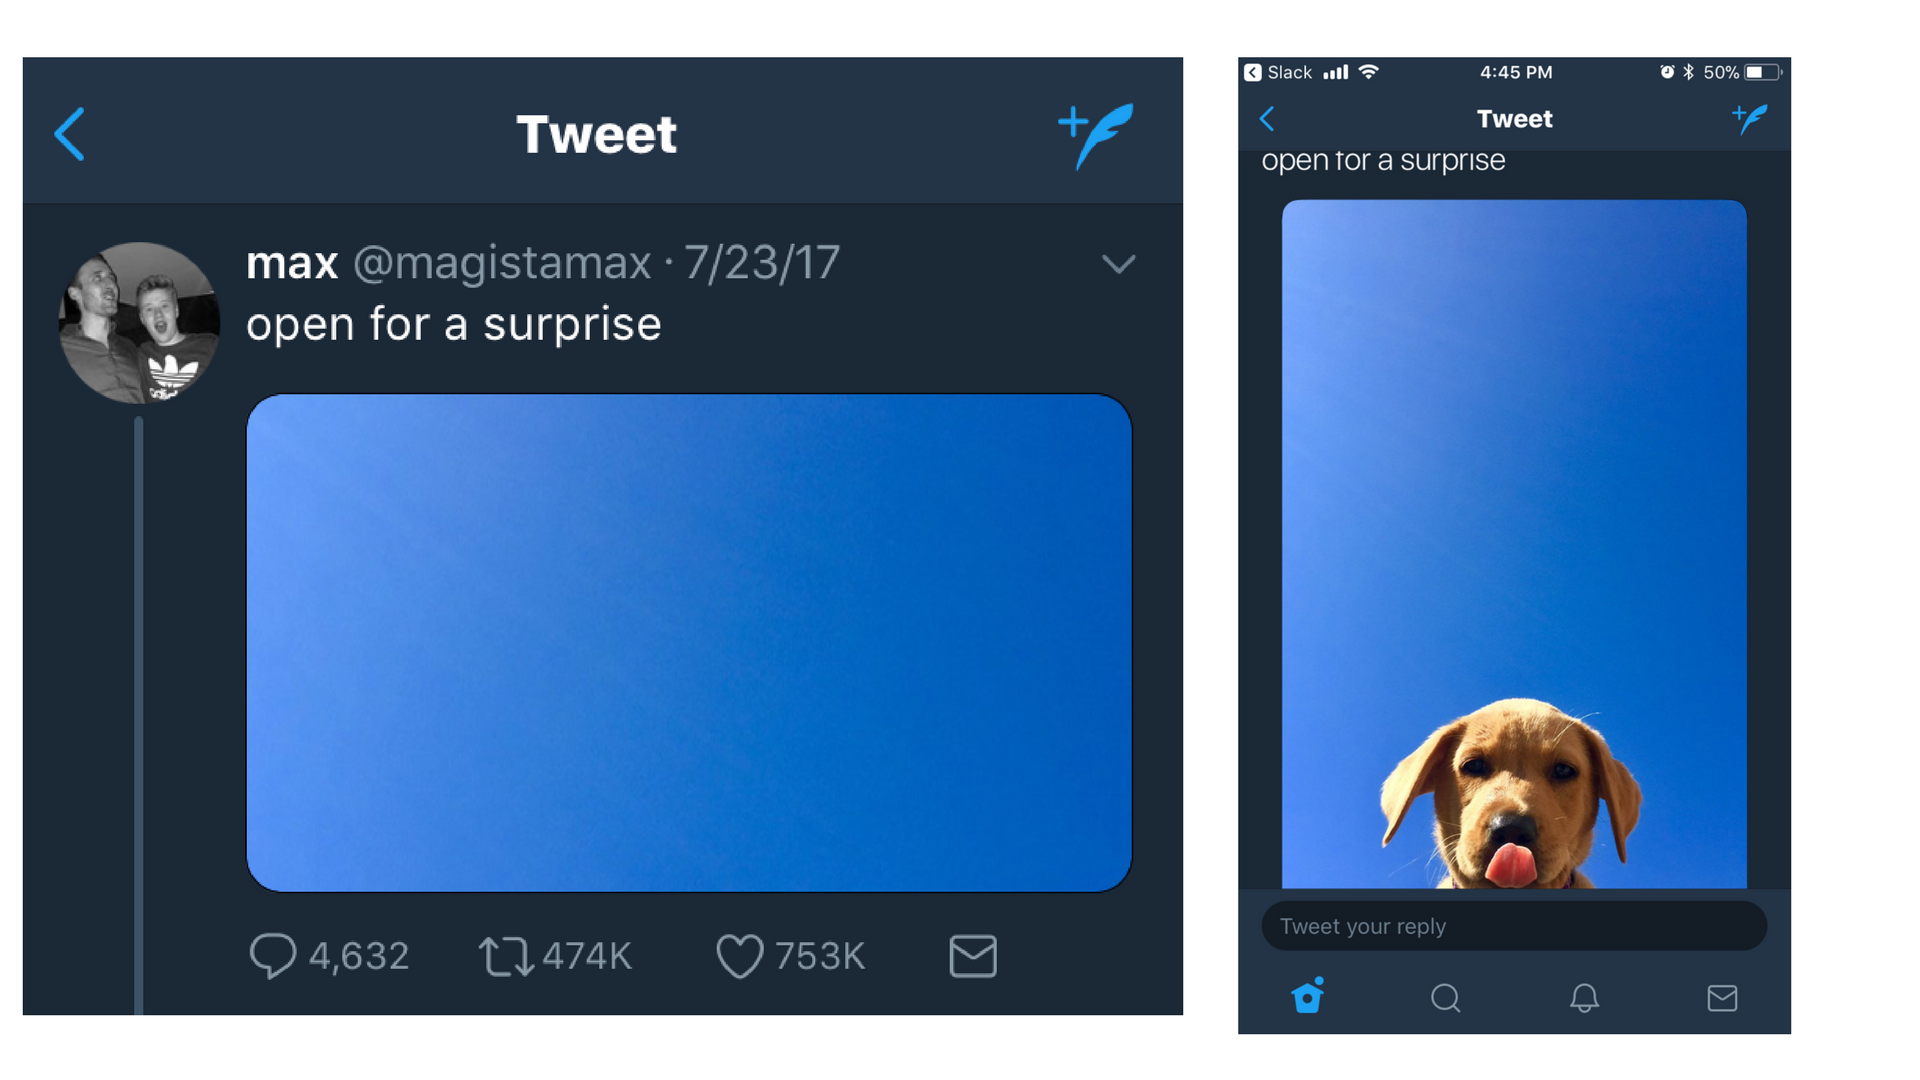 Tweet
max @magistamax · 7/23/17
open for a surprise
4,632 474K 753K
Slack 4:45 PM 50%
Tweet
open for a surprise
Tweet your reply